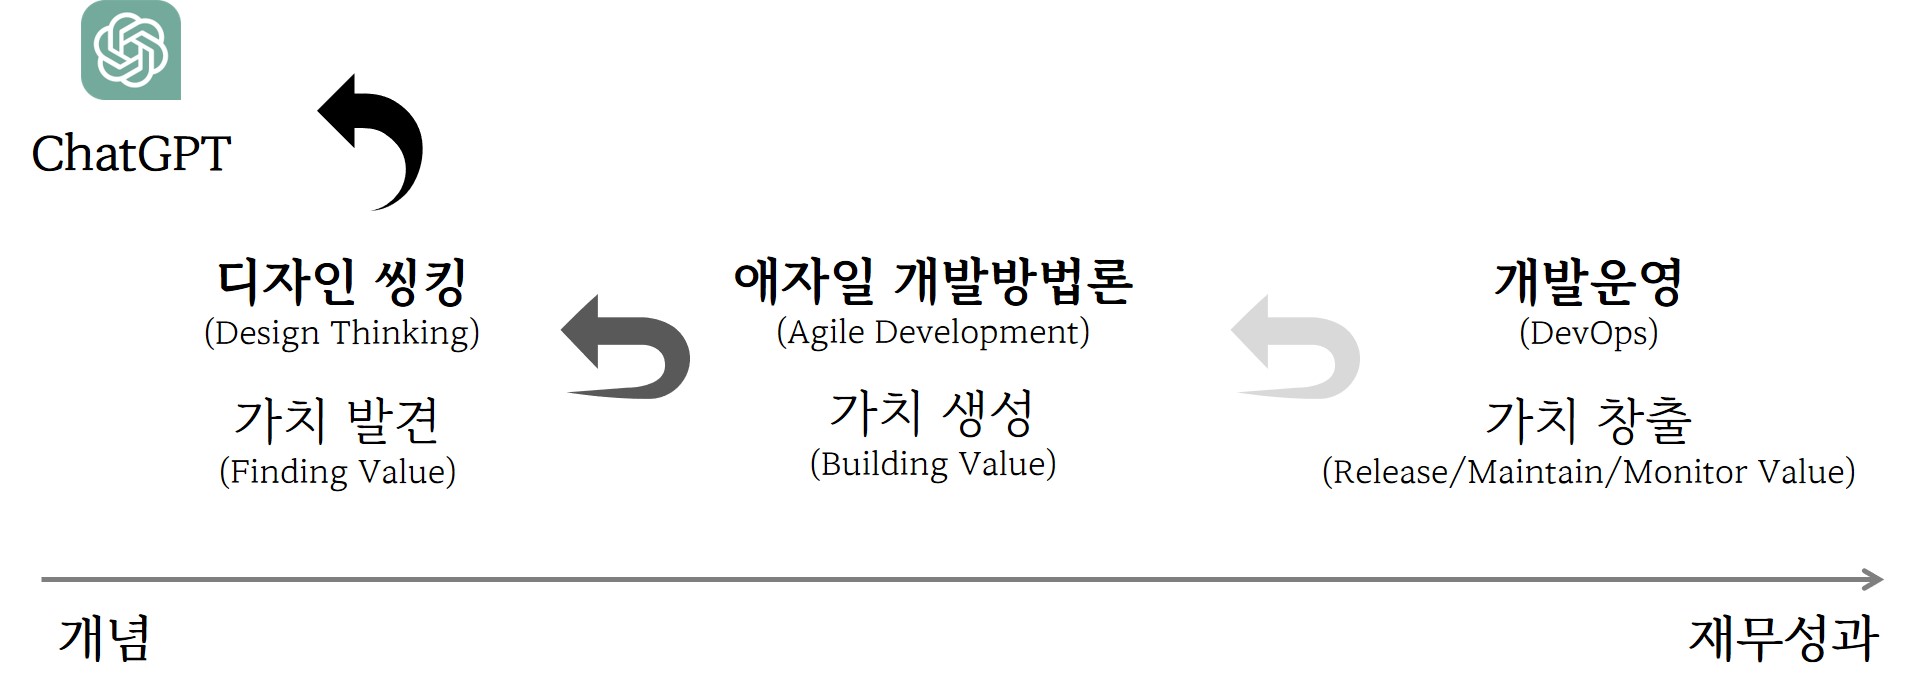 ChatGPT
디자인 씽킹
(Design Thinking)
가치 발견
(Finding Value)
애자일 개발방법론
(Agile Development)
가치 생성
(Building Value)
개발운영
(DevOps)
가치 창출
(Release/Maintain/Monitor Value)
개념
재무성과